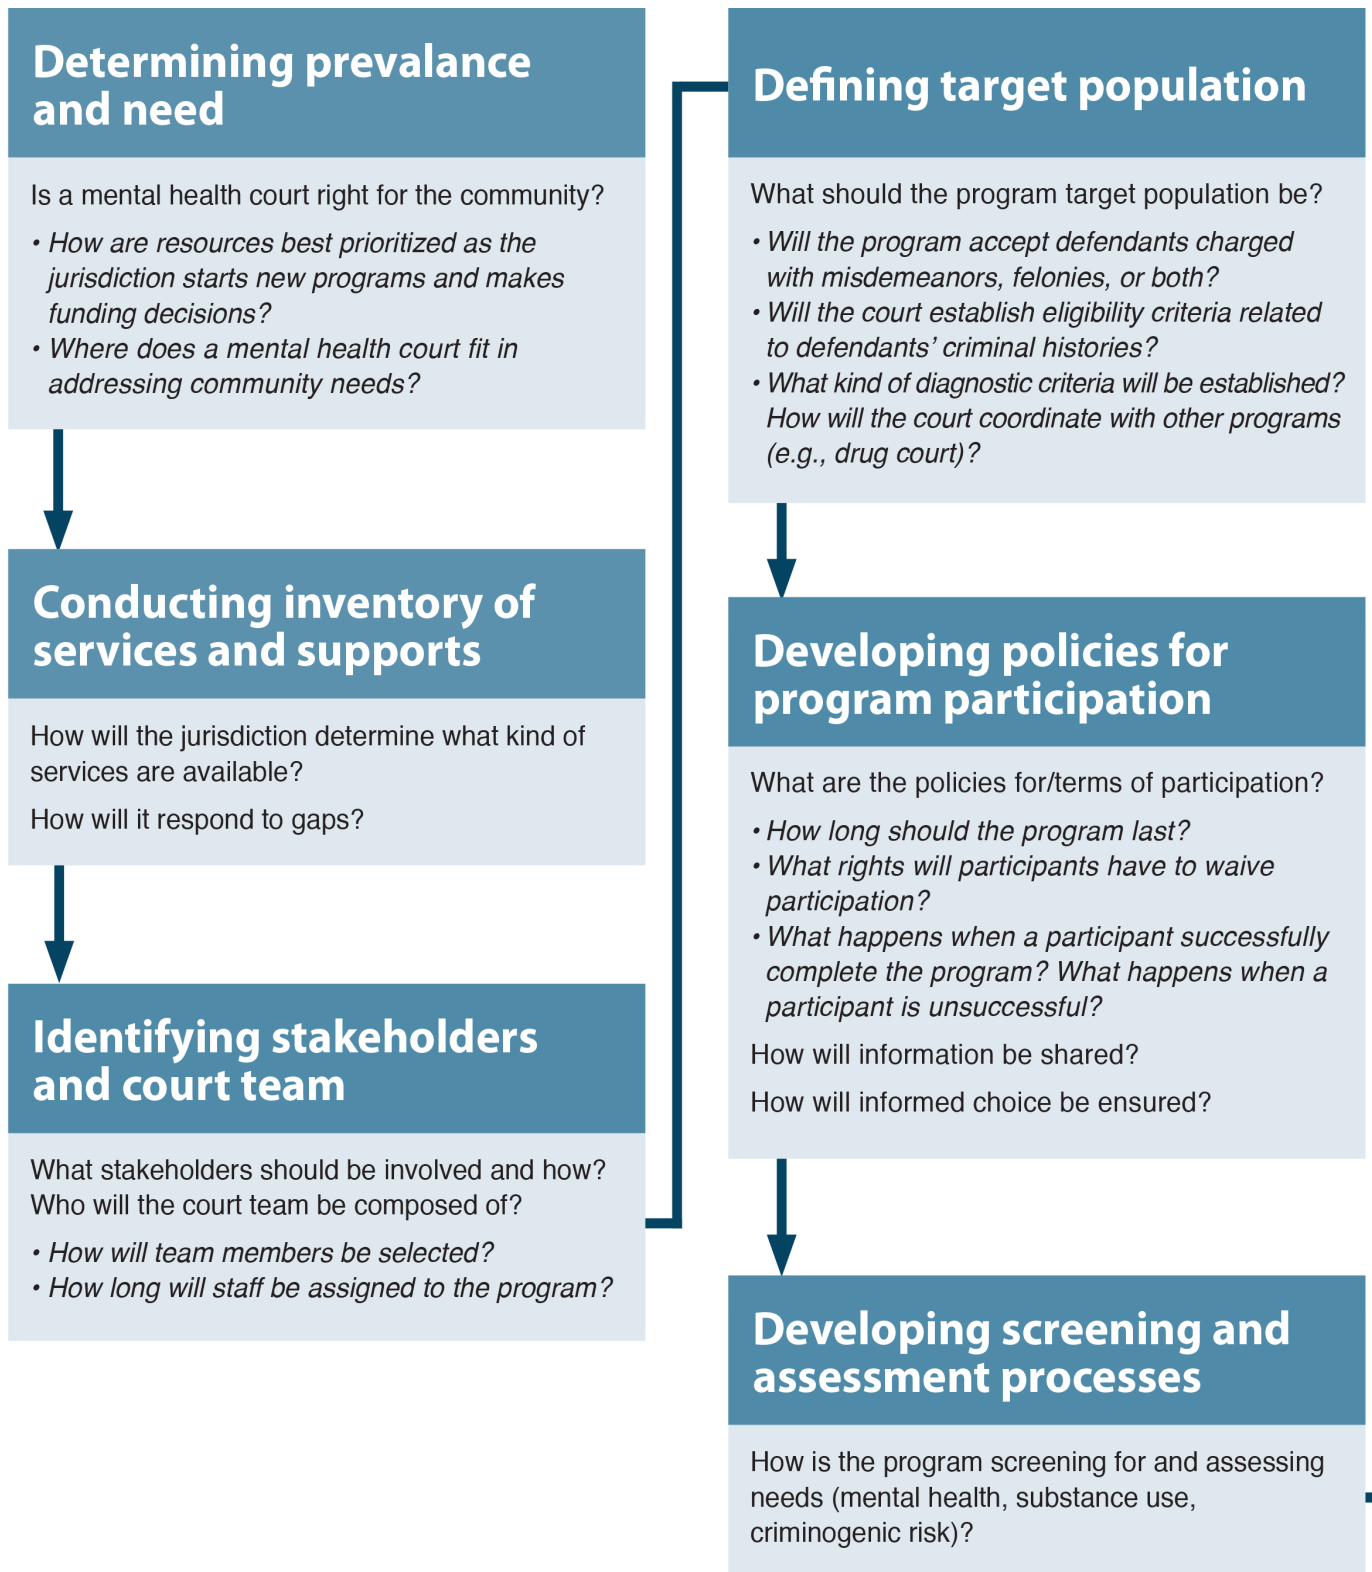 Determining prevalance
and need
Is a mental health court right for the community?
• How are resources best prioritized as the
jurisdiction starts new programs and makes
funding decisions?
• Where does a mental health court fit in
addressing community needs?
Conducting inventory of
services and supports
How will the jurisdiction determine what kind of
services are available?
How will it respond to gaps?
Identifying stakeholders
and court team
What stakeholders should be involved and how?
Who will the court team be composed of?
• How will team members be selected?
• How long will staff be assigned to the program?
Defining target population
What should the program target population be?
• Will the program accept defendants charged
with misdemeanors, felonies, or both?
• Will the court establish eligibility criteria related
to defendants’ criminal histories?
• What kind of diagnostic criteria will be established?
How will the court coordinate with other programs
(e.g., drug court)?
Developing policies for
program participation
What are the policies for/terms of participation?
• How long should the program last?
• What rights will participants have to waive
participation?
• What happens when a participant successfully
complete the program? What happens when a
participant is unsuccessful?
How will information be shared?
How will informed choice be ensured?
Developing screening and
assessment processes
How is the program screening for and assessing
needs (mental health, substance use,
criminogenic risk)?